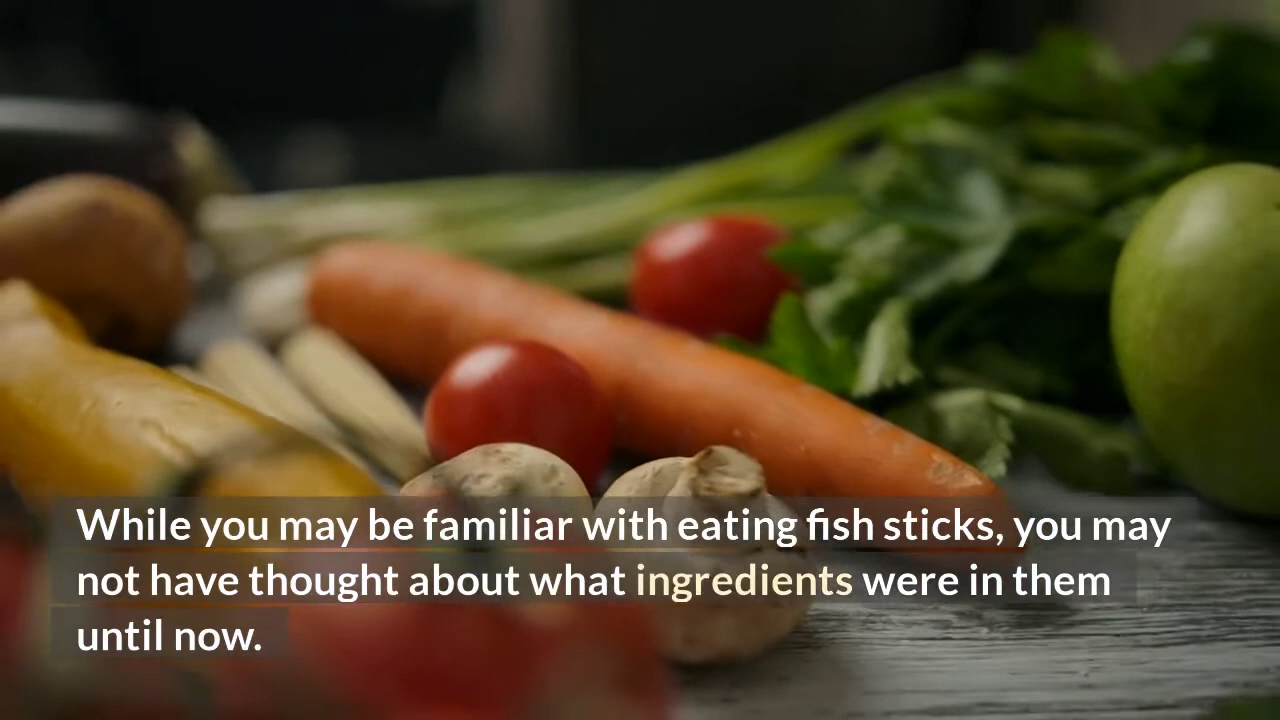 While you may be familiar with eating fish sticks, you may
not have thought about what ingredients were in them
until now.